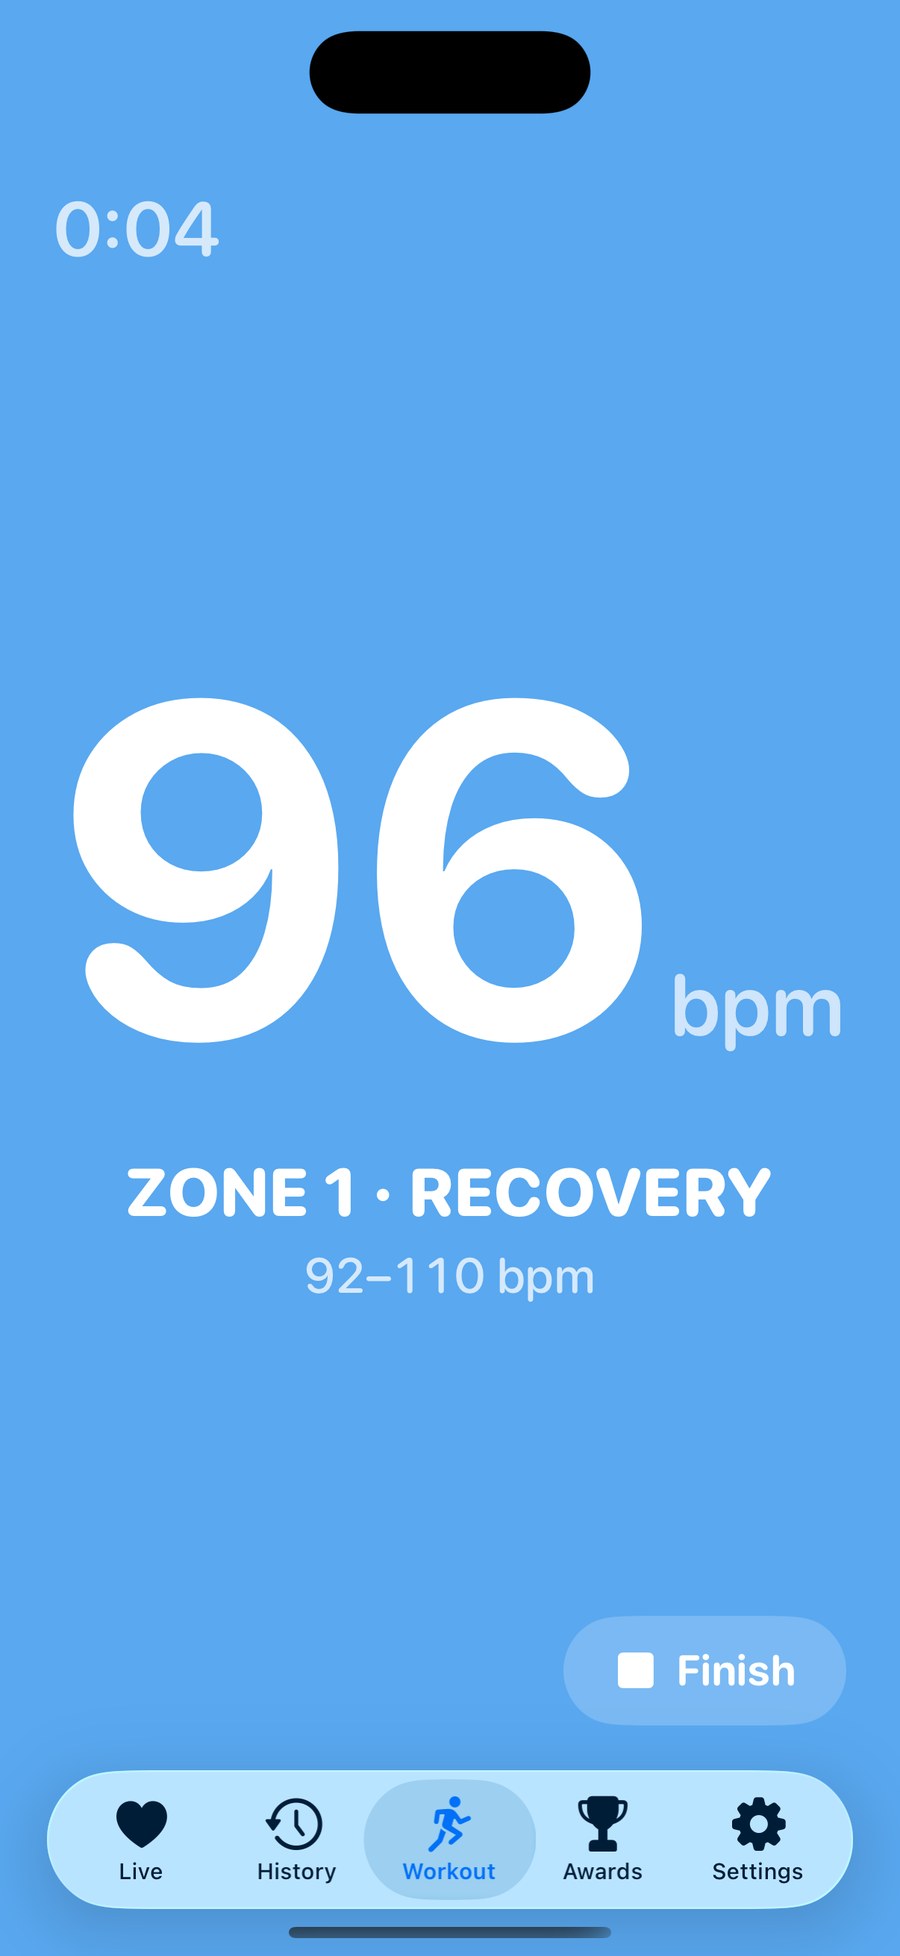 0:04
96 bpm
ZONE 1 · RECOVERY
92–110 bpm
Finish
Live
History
Workout
Awards
Settings